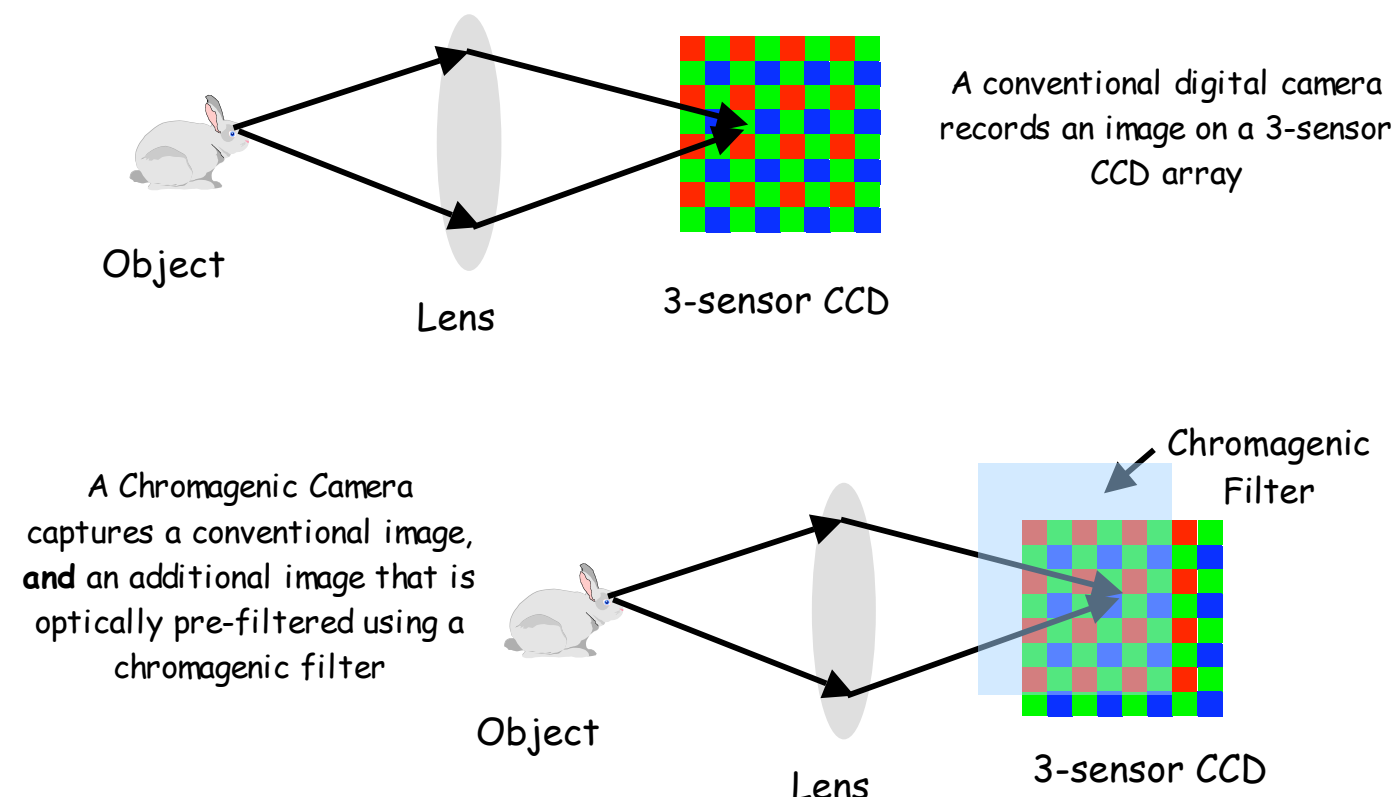 A conventional digital camera
records an image on a 3-sensor
CCD array
Object
Lens
3-sensor CCD
Chromagenic
Filter
A Chromagenic Camera
captures a conventional image,
and an additional image that is
optically pre-filtered using a
chromagenic filter
Object
Lens
3-sensor CCD